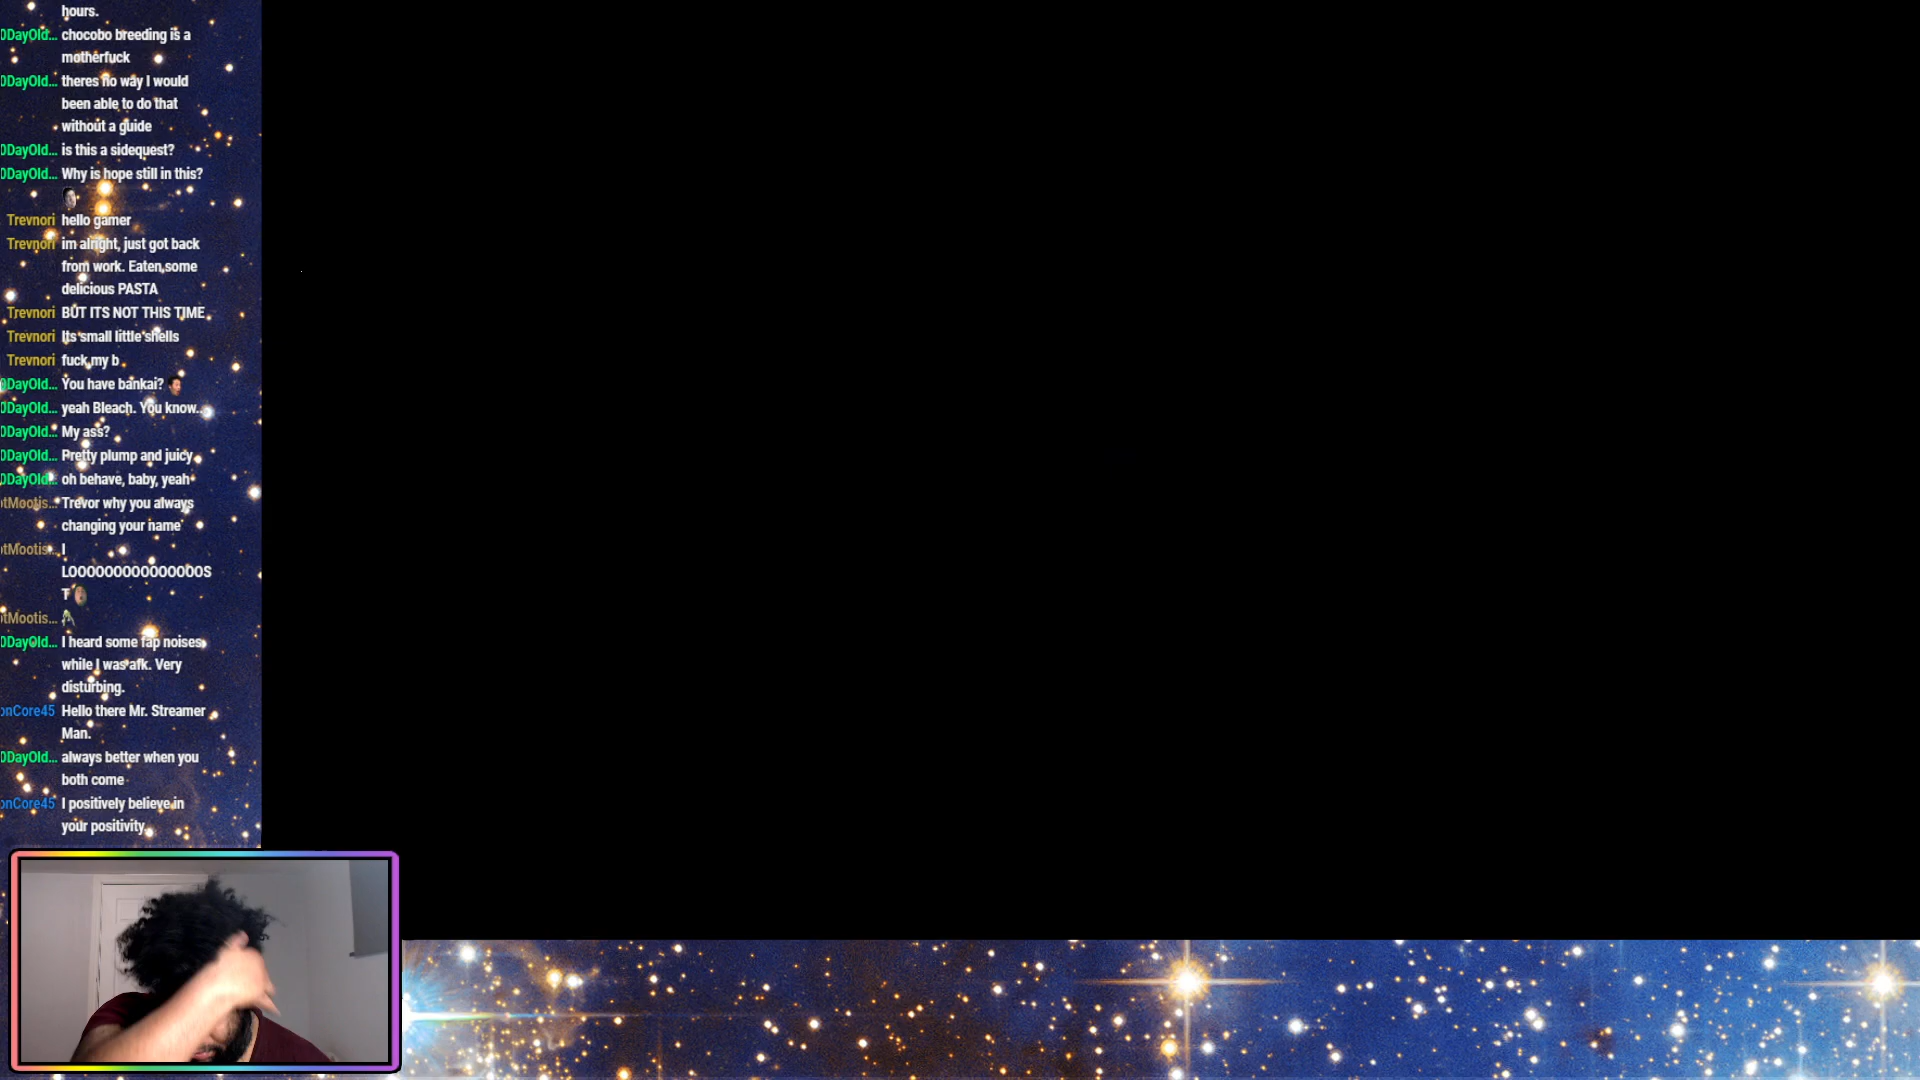 hours.
0DayOld... chocobo breeding is a
motherfuck
0DayOld... theres no way I would
been able to do that
without a guide
0DayOld... is this a sidequest?
0DayOld... Why is hope still in this?
Trevnori hello gamer
Trevnori im alright, just got back
from work. Eaten some
delicious PASTA
Trevnori BUT ITS NOT THIS TIME
Trevnori Its small little shells
Trevnori fuck my b
0DayOld... You have bankai?
0DayOld... yeah Bleach. You know..
0DayOld... My ass?
0DayOld... Pretty plump and juicy
0DayOld... oh behave, baby, yeah
otMootis... Trevor why you always
changing your name
otMootis... I
LOOOOOOOOOOOOOOOS
T
otMootis...
0DayOld... I heard some fap noises
while I was afk. Very
disturbing.
onCore45 Hello there Mr. Streamer
Man.
0DayOld... always better when you
both come
onCore45 I positively believe in
your positivity